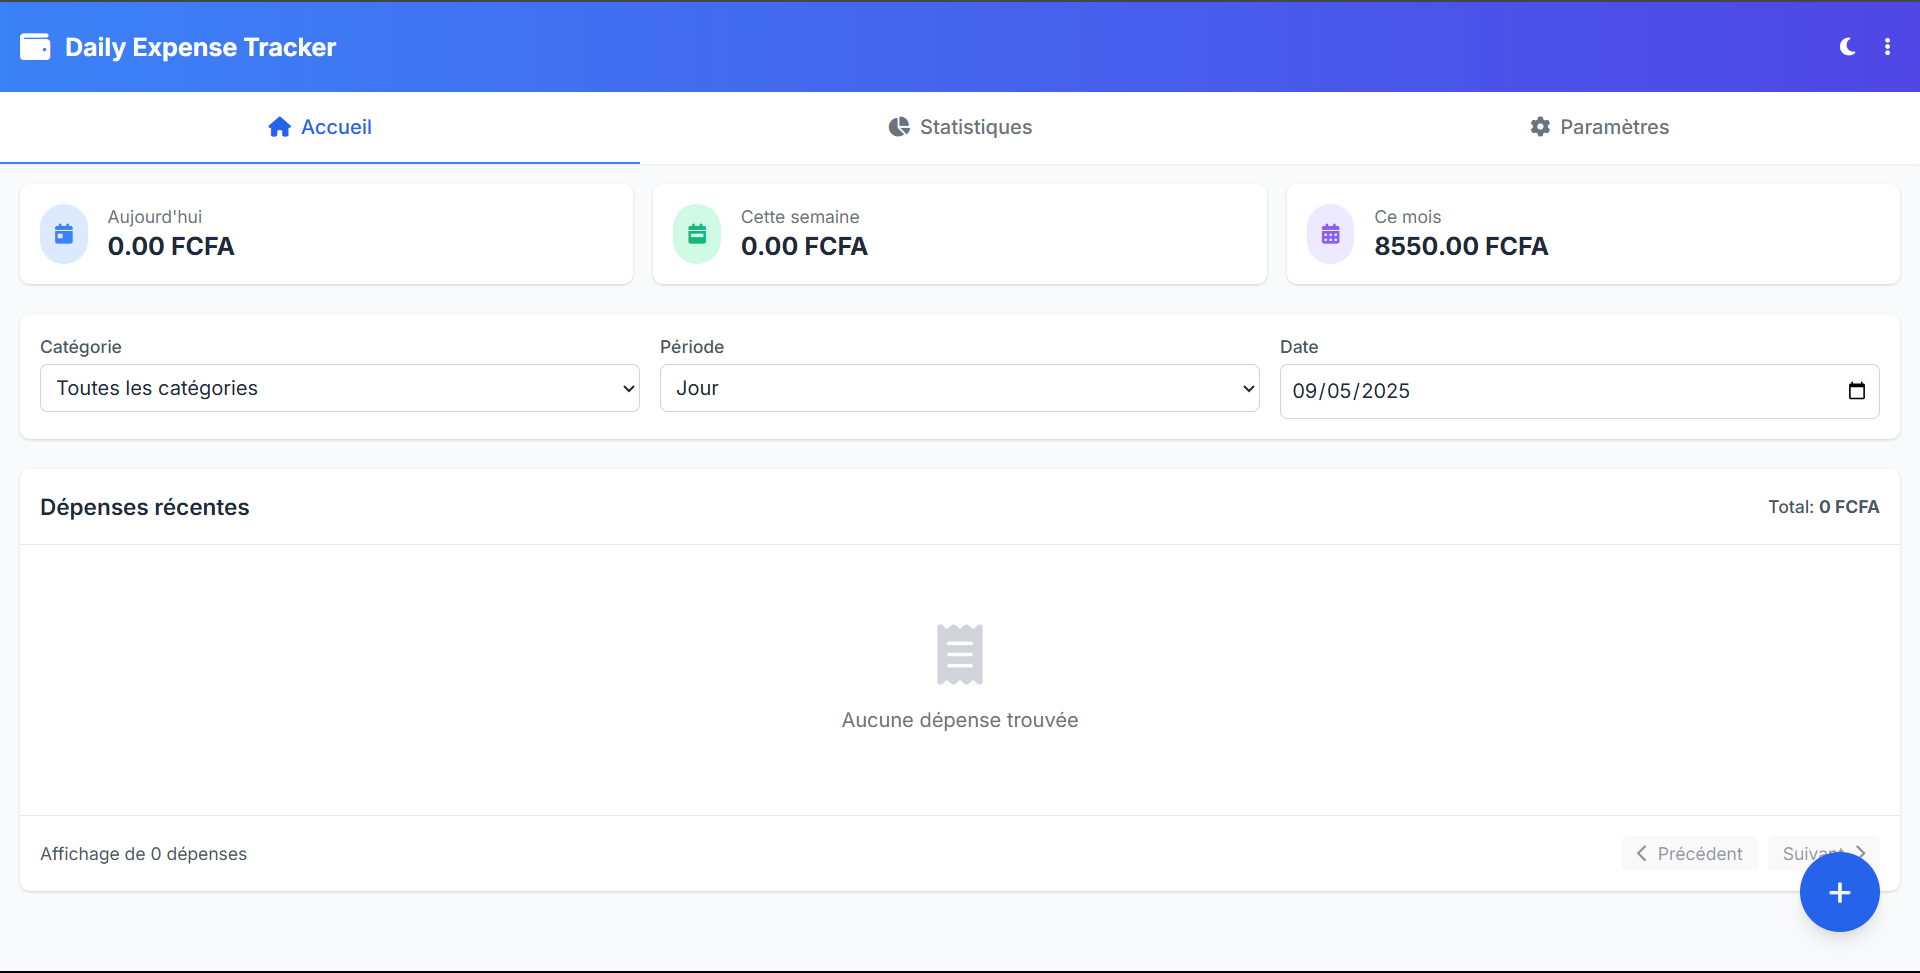 Daily Expense Tracker
Accueil
Statistiques
Paramètres
Aujourd'hui
0.00 FCFA
Cette semaine
0.00 FCFA
Ce mois
8550.00 FCFA
Catégorie
Toutes les catégories
Période
Jour
Date
09/05/2025
Dépenses récentes
Total: 0 FCFA
Aucune dépense trouvée
Affichage de 0 dépenses
Précédent
Suivant